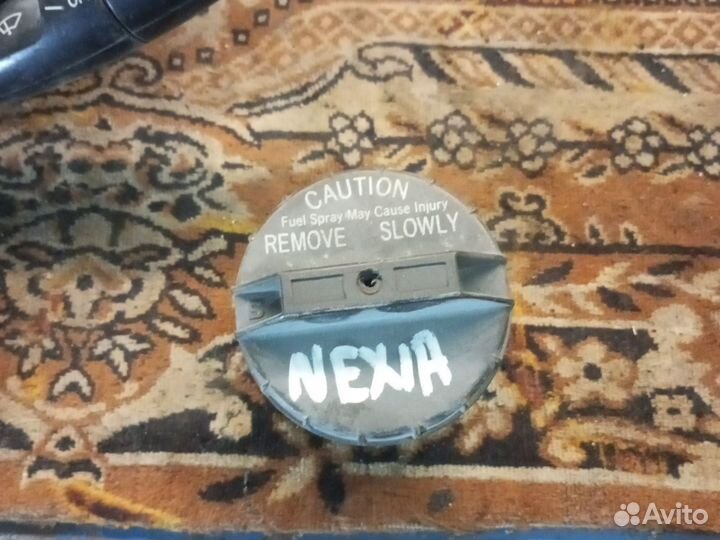 CAUTION
Fuel Spray May Cause Injury
REMOVE SLOWLY
NEXIA
Avito